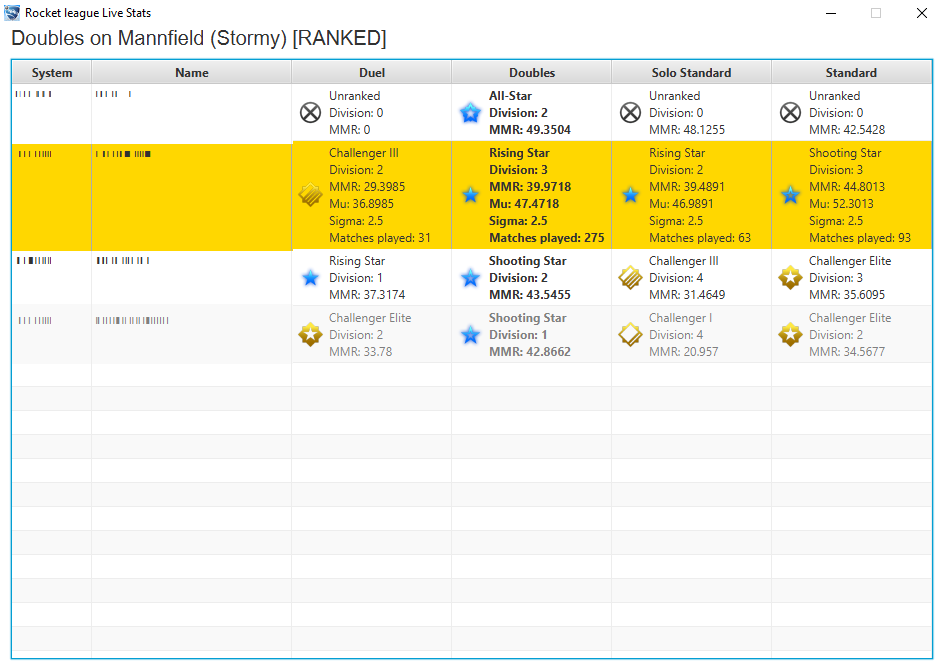 Rocket league Live Stats
Doubles on Mannfield (Stormy) [RANKED]
System Name Duel Doubles Solo Standard Standard
Unranked All-Star Unranked Unranked
Division: 0 Division: 2 Division: 0 Division: 0
MMR: 0 MMR: 49.3504 MMR: 48.1255 MMR: 42.5428
Challenger III Rising Star Rising Star Shooting Star
Division: 2 Division: 3 Division: 2 Division: 3
MMR: 29.3985 MMR: 39.9718 MMR: 39.4891 MMR: 44.8013
Mu: 36.8985 Mu: 47.4718 Mu: 46.9891 Mu: 52.3013
Sigma: 2.5 Sigma: 2.5 Sigma: 2.5 Sigma: 2.5
Matches played: 31 Matches played: 275 Matches played: 63 Matches played: 93
Rising Star Shooting Star Challenger III Challenger Elite
Division: 1 Division: 2 Division: 4 Division: 3
MMR: 37.3174 MMR: 43.5455 MMR: 31.4649 MMR: 35.6095
Challenger Elite Shooting Star Challenger I Challenger Elite
Division: 2 Division: 1 Division: 4 Division: 2
MMR: 33.78 MMR: 42.8662 MMR: 20.957 MMR: 34.5677